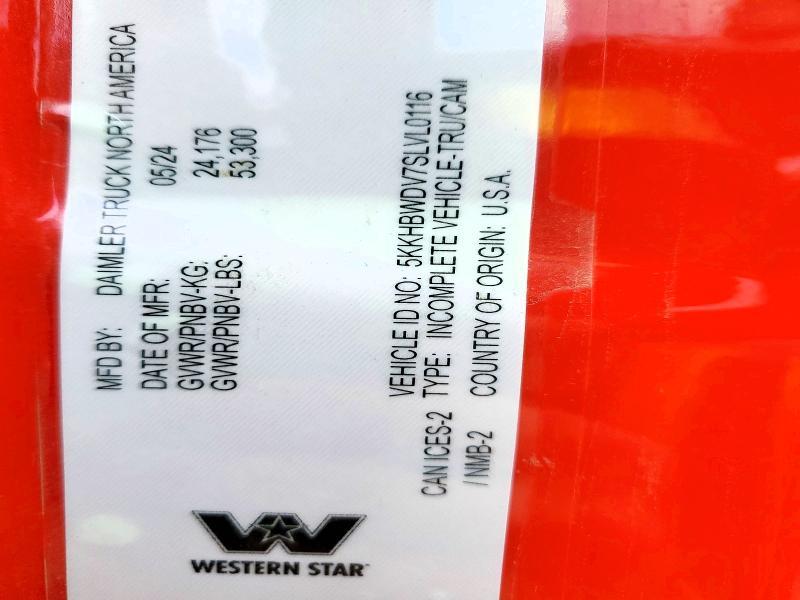 MFD BY: DAIMLER TRUCK NORTH AMERICA
DATE OF MFR: 05/24
GVWR/PNBV-KG: 24,176
GVWR/PNBV-LBS: 53,300
VEHICLE ID NO: 5KKHBWDV7SLVL0116
CAN ICES-2 TYPE: INCOMPLETE VEHICLE-TRU/CAM
/ NMB-2 COUNTRY OF ORIGIN: U.S.A.
WESTERN STAR